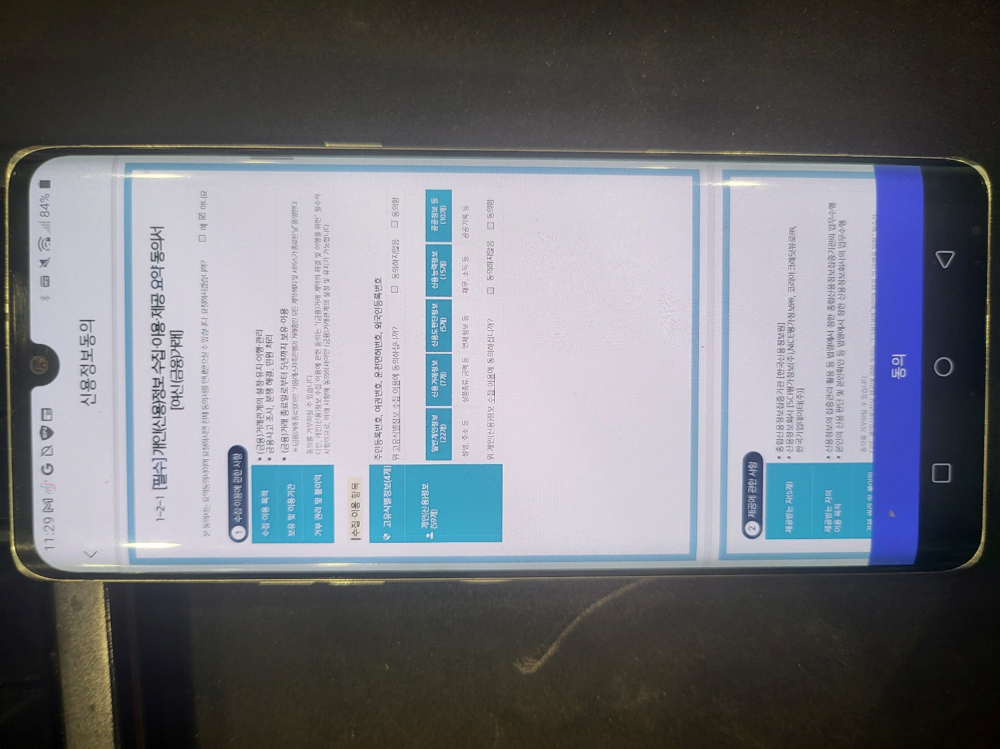 11:29
84%
신용정보동의
1-2-1 [필수] 개인(신용)정보 수집·이용·제공 요약 동의서
[여신(금융)거래]
본 동의서는 요약동의서이며 요청하시면 전체 동의서를 안내받으실 수 있습니다. 요청하시겠습니까? 예 아니요
1 수집·이용에 관한 사항
수집·이용 목적
(금융)거래관계의 설정·유지·이행·관리
금융사고 조사, 분쟁 해결, 민원 처리
보유 및 이용기간
(금융)거래 종료일로부터 5년까지 보유·이용
※ (금융)거래 종료일이란 "키움예스저축은행과 거래중인 모든 계약 해지 및 서비스가 종료된 날"을 말한다.
거부 권리 및 불이익
동의를 거부하실 수 있습니다.
다만, 개인(신용)정보 수집·이용에 관한 동의는 "(금융)거래 계약의 체결 및 이행을 위한" 필수적
사항이므로, 아래 사항에 동의하셔야만 (금융)거래관계의 설정 및 유지가 가능합니다.
수집·이용 항목
고유식별정보(4개)
주민등록번호, 여권번호, 운전면허번호, 외국인등록번호
위 고유식별정보 수집·이용에 동의하십니까? 동의하지않음 동의함
개인(신용)정보
(59개)
일반개인정보 신용거래정보 신용도판단정보 신용능력정보 공공정보 등
(22개) (7개) (5개) (15개) (10개)
성명, 주소 등 상품종류, 금액 등 연체정보 등 재무, 소득 등 공공기록 등
위 개인(신용)정보 수집·이용에 동의하십니까? 동의하지않음 동의함
2 제공에 관한 사항
제공받는 자(5개)
종합신용정보집중기관 [한국신용정보원]
신용정보회사 [SCI평가정보(주), NICE평가정보㈜, 코리아크레딧뷰로㈜,
한국기업데이터(주)]
제공받는 자의
이용 목적
신용정보의 집중관리·활용 등 법령에서 정한 종합신용정보집중기관의 업무수행
본인의 신용 판단 및 본인확인 등 법령에서 정한 신용정보회사의 업무수행
거부 권리 및 불이익
동의를 거부하실 수 있습니다.
동의